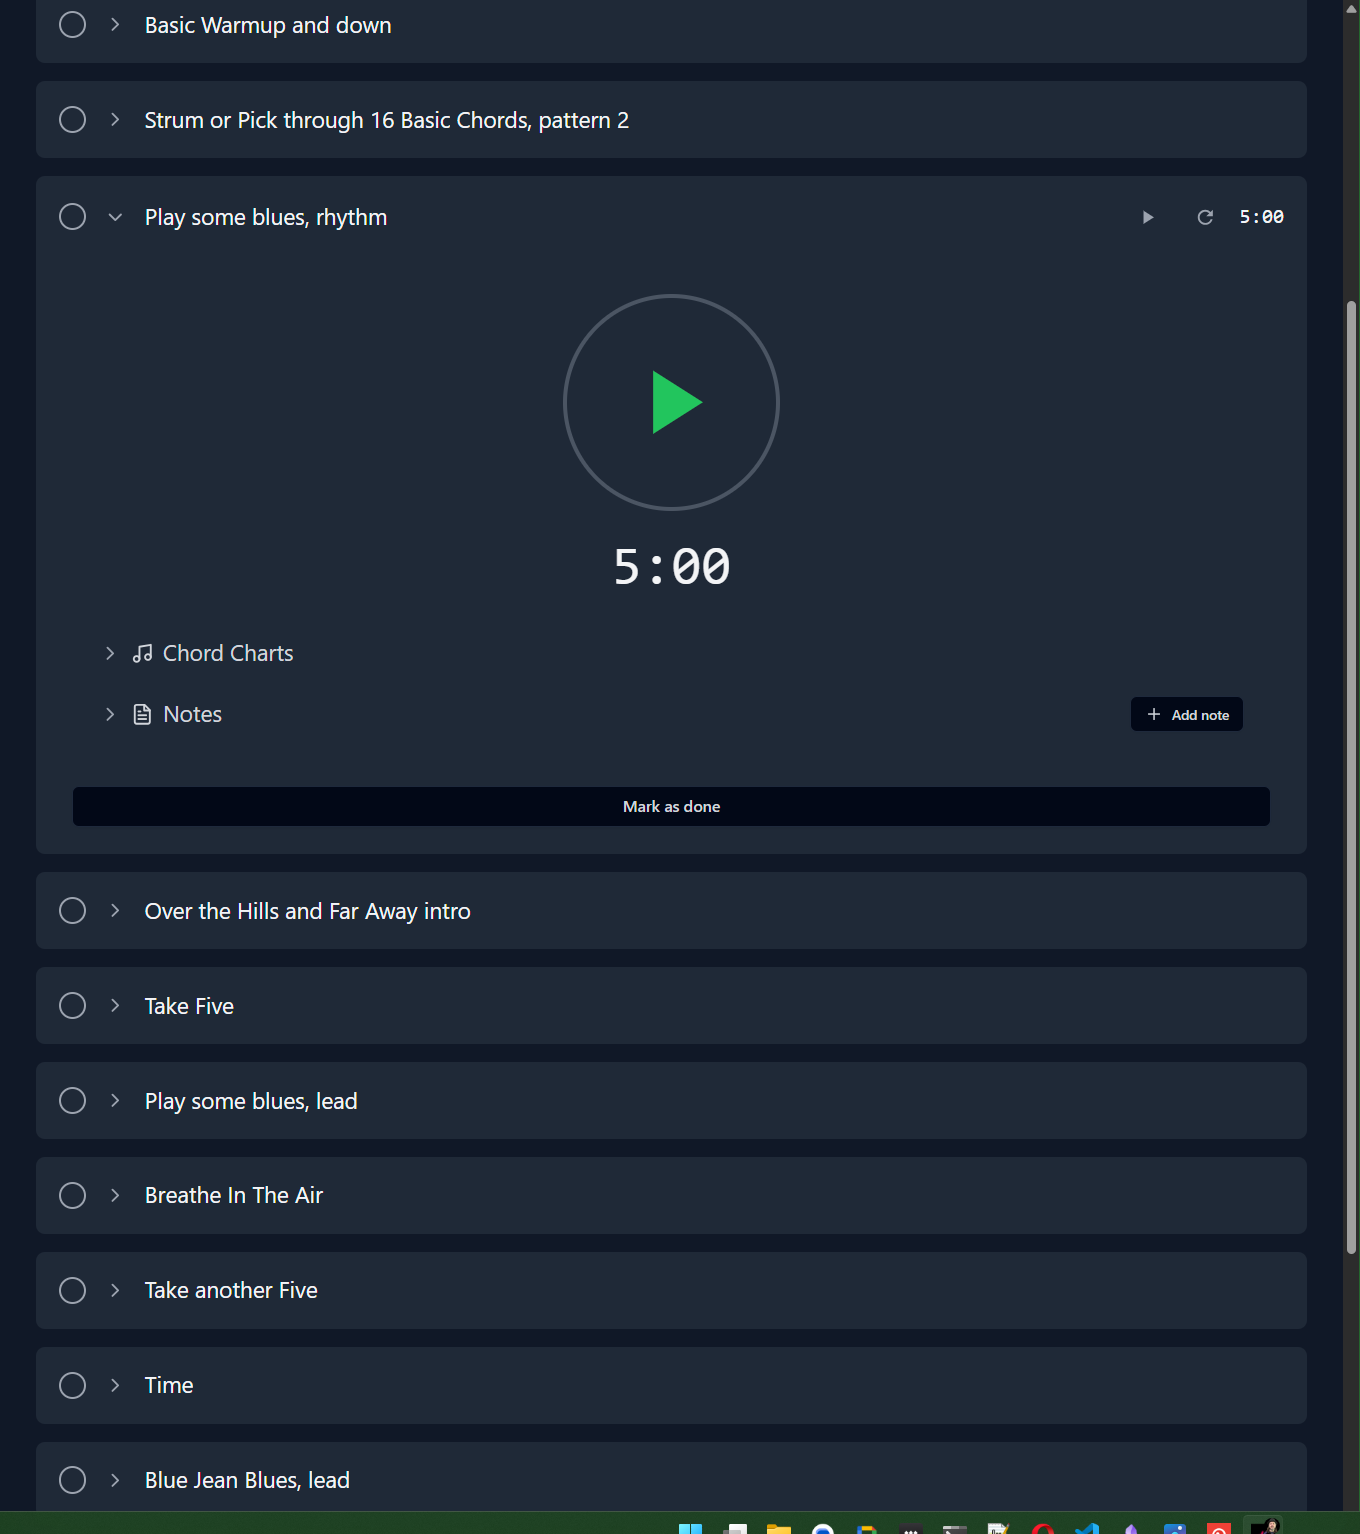 Basic Warmup and down
Strum or Pick through 16 Basic Chords, pattern 2
Play some blues, rhythm
5:00
5:00
Chord Charts
Notes
Add note
Mark as done
Over the Hills and Far Away intro
Take Five
Play some blues, lead
Breathe In The Air
Take another Five
Time
Blue Jean Blues, lead